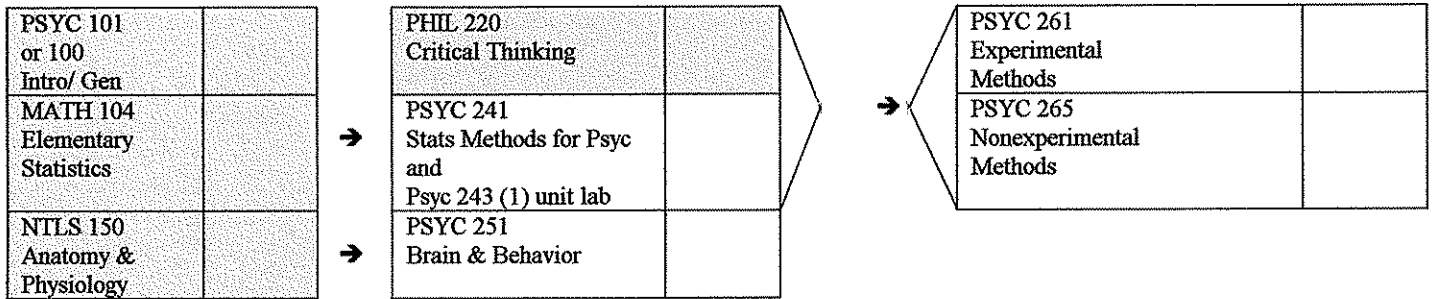 PSYC 101
or 100
Intro/ Gen
MATH 104
Elementary
Statistics
NTLS 150
Anatomy &
Physiology
PHIL 220
Critical Thinking
PSYC 241
Stats Methods for Psyc
and
Psyc 243 (1) unit lab
PSYC 251
Brain & Behavior
PSYC 261
Experimental
Methods
PSYC 265
Nonexperimental
Methods